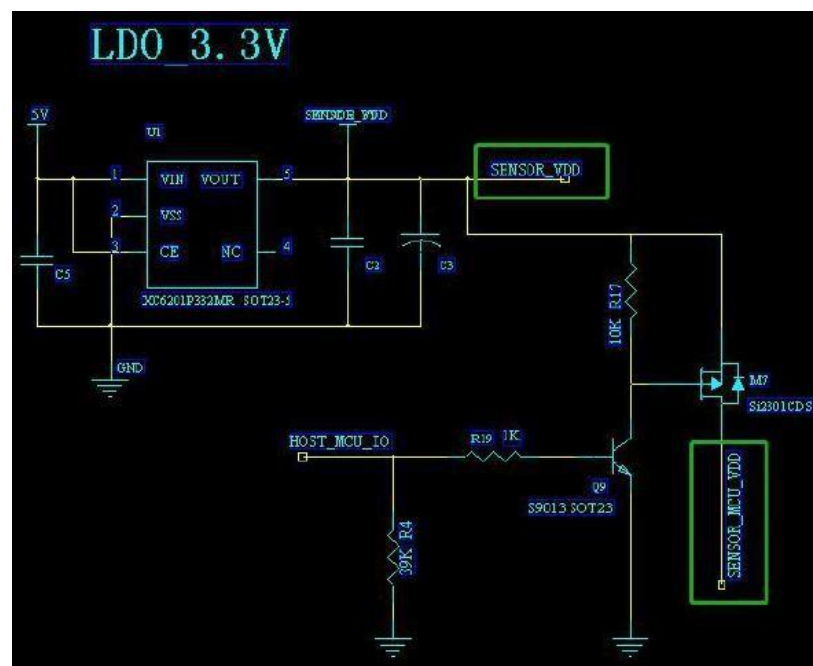 LDO_3.3V
5V
U1
SENSOR_VDD
SENSOR_VDD
1
VIN
VOUT
5
2
VSS
3
CE
NC
4
C5
C2
C3
XC6201P332MR SOT23-5
GND
10K R17
M7
Si2301CDS
HOST_MCU_IO
R19 1K
Q9
S9013 SOT23
39K R4
SENSOR_MCU_VDD